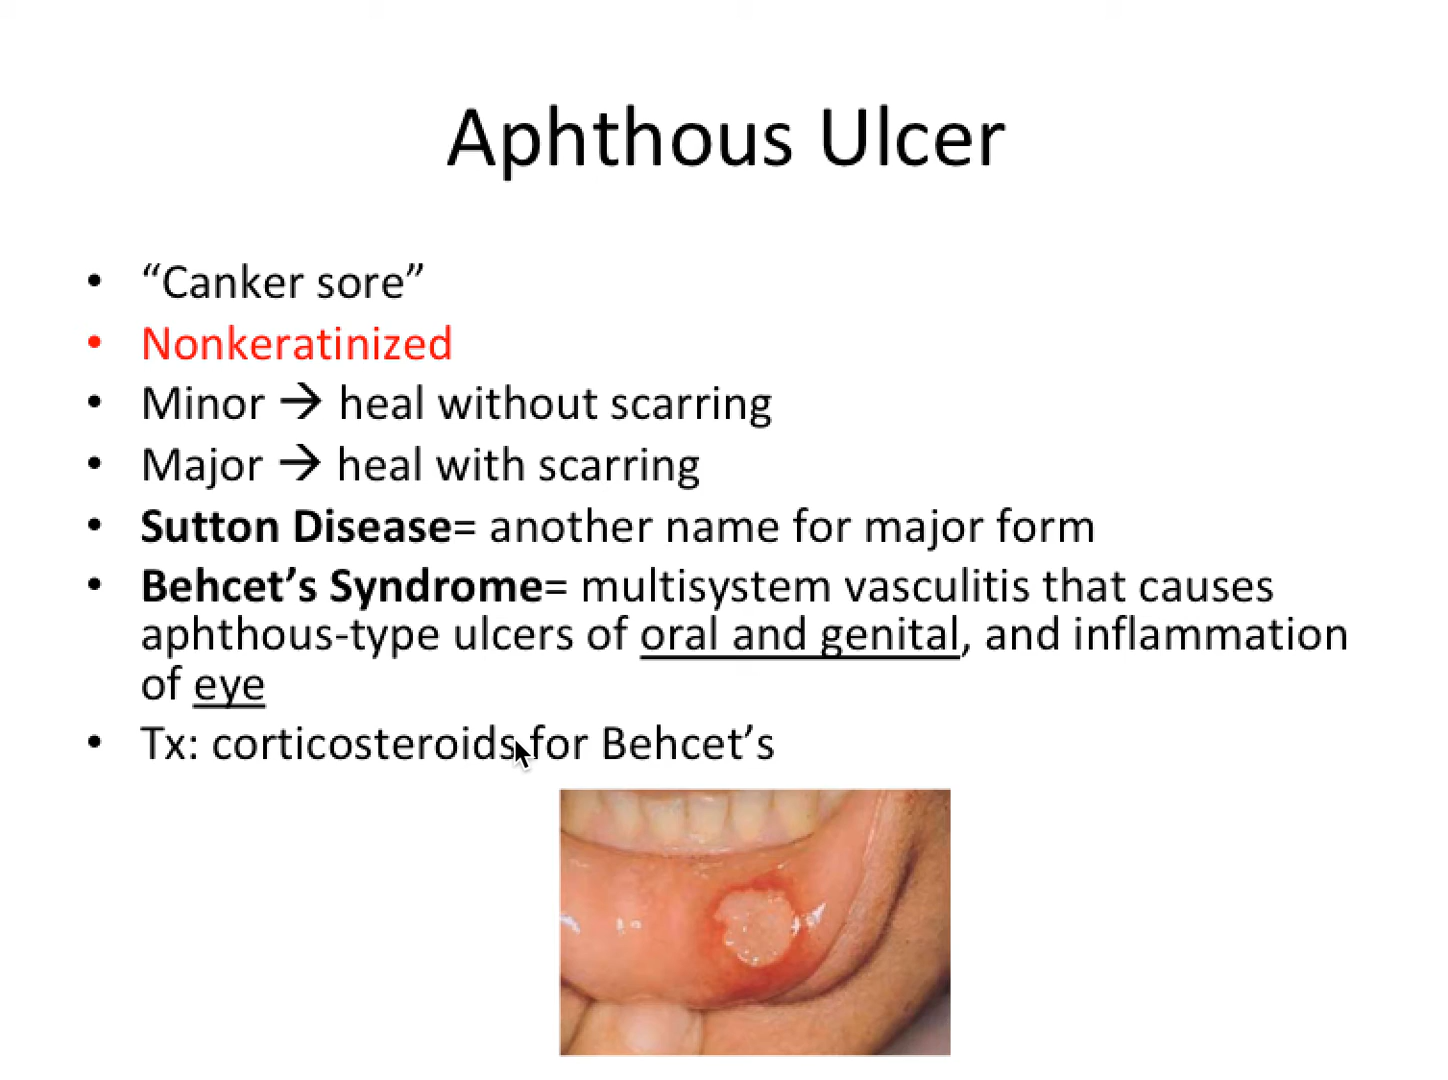 Aphthous Ulcer
• “Canker sore”
• Nonkeratinized
• Minor → heal without scarring
• Major → heal with scarring
• Sutton Disease= another name for major form
• Behcet’s Syndrome= multisystem vasculitis that causes
aphthous-type ulcers of oral and genital, and inflammation
of eye
• Tx: corticosteroids for Behcet’s